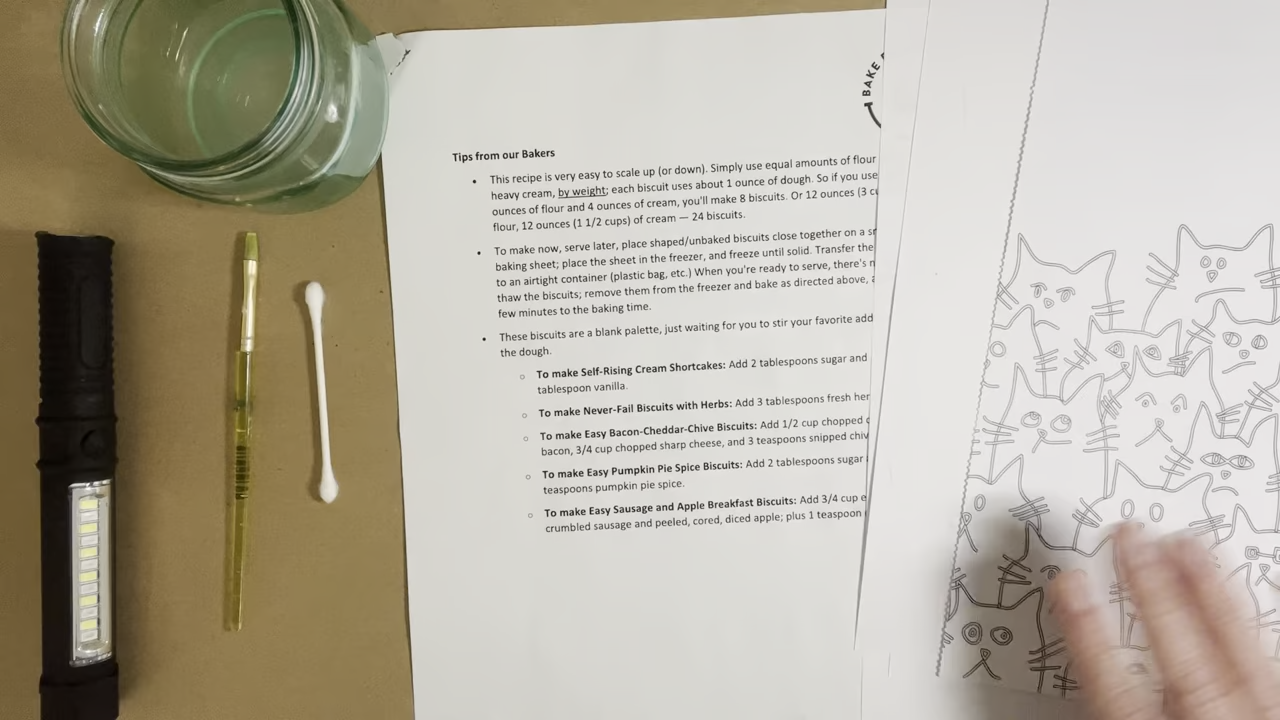 BAKE
Tips from our Bakers
• This recipe is very easy to scale up (or down). Simply use equal amounts of flour
heavy cream, by weight; each biscuit uses about 1 ounce of dough. So if you use
ounces of flour and 4 ounces of cream, you'll make 8 biscuits. Or 12 ounces (3
flour, 12 ounces (1 1/2 cups) of cream — 24 biscuits.
• To make now, serve later, place shaped/unbaked biscuits close together on a
baking sheet; place the sheet in the freezer, and freeze until solid. Transfer the
to an airtight container (plastic bag, etc.) When you're ready to serve, there's
thaw the biscuits; remove them from the freezer and bake as directed above,
few minutes to the baking time.
• These biscuits are a blank palette, just waiting for you to stir your favorite add
the dough.
○ To make Self-Rising Cream Shortcakes: Add 2 tablespoons sugar and
tablespoon vanilla.
○ To make Never-Fail Biscuits with Herbs: Add 3 tablespoons fresh her
○ To make Easy Bacon-Cheddar-Chive Biscuits: Add 1/2 cup chopped
bacon, 3/4 cup chopped sharp cheese, and 3 teaspoons snipped chiv
○ To make Easy Pumpkin Pie Spice Biscuits: Add 2 tablespoons sugar
teaspoons pumpkin pie spice.
○ To make Easy Sausage and Apple Breakfast Biscuits: Add 3/4 cup
crumbled sausage and peeled, cored, diced apple; plus 1 teaspoon